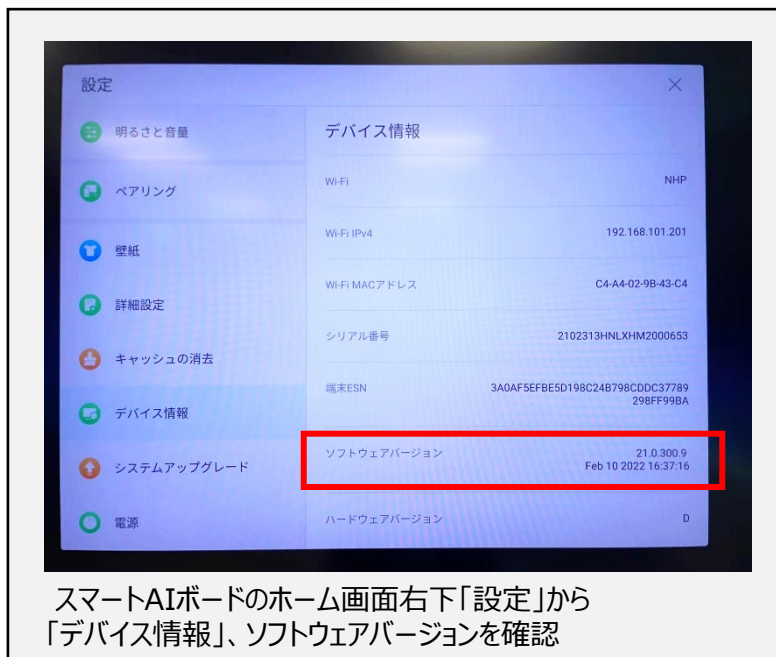 設定
明るさと音量
ペアリング
壁紙
詳細設定
キャッシュの消去
デバイス情報
システムアップグレード
電源
デバイス情報
Wi-Fi NHP
Wi-Fi IPv4 192.168.101.201
Wi-Fi MACアドレス C4-A4-02-9B-43-C4
シリアル番号 2102313HNLXHM2000653
端末ESN 3A0AF5EFBE5D198C24B798CDDC37789
298FF99BA
ソフトウェアバージョン 21.0.300.9
Feb 10 2022 16:37:16
ハードウェアバージョン D
スマートAIボードのホーム画面右下「設定」から
「デバイス情報」、ソフトウェアバージョンを確認